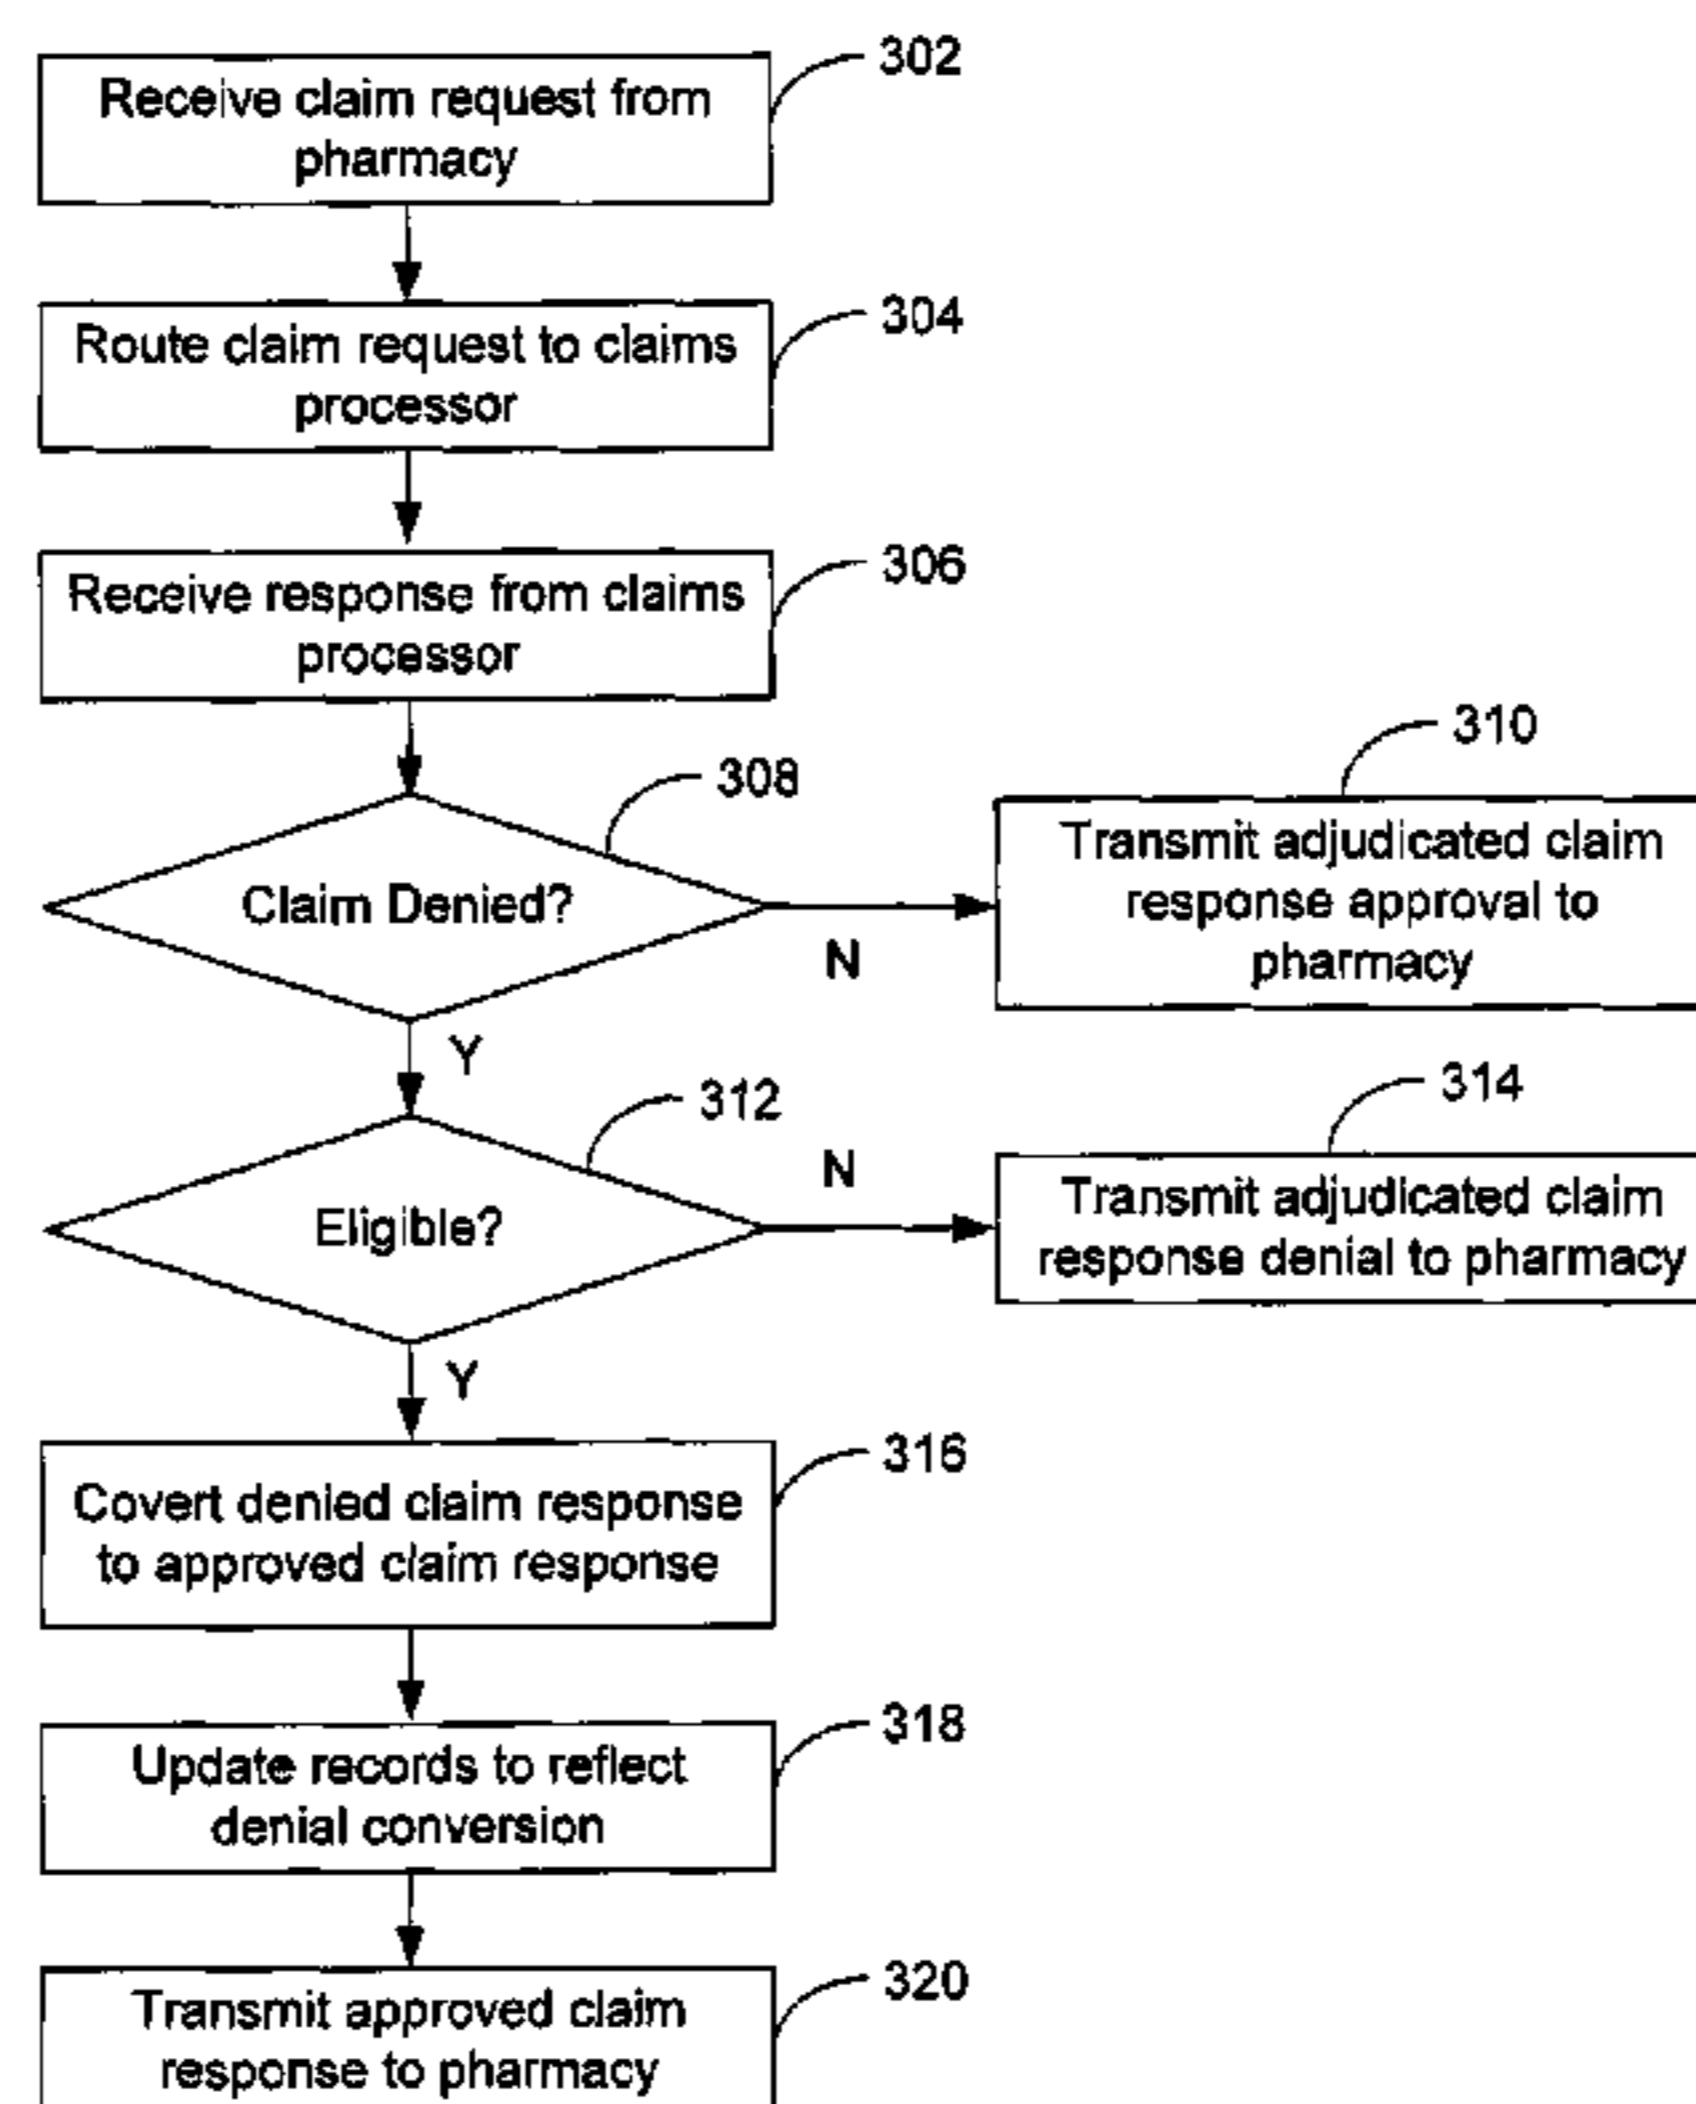 302
Receive claim request from
pharmacy
304
Route claim request to claims
processor
306
Receive response from claims
processor
308
Claim Denied?
N
310
Transmit adjudicated claim
response approval to
pharmacy
Y
312
Eligible?
N
314
Transmit adjudicated claim
response denial to pharmacy
Y
316
Covert denied claim response
to approved claim response
318
Update records to reflect
denial conversion
320
Transmit approved claim
response to pharmacy